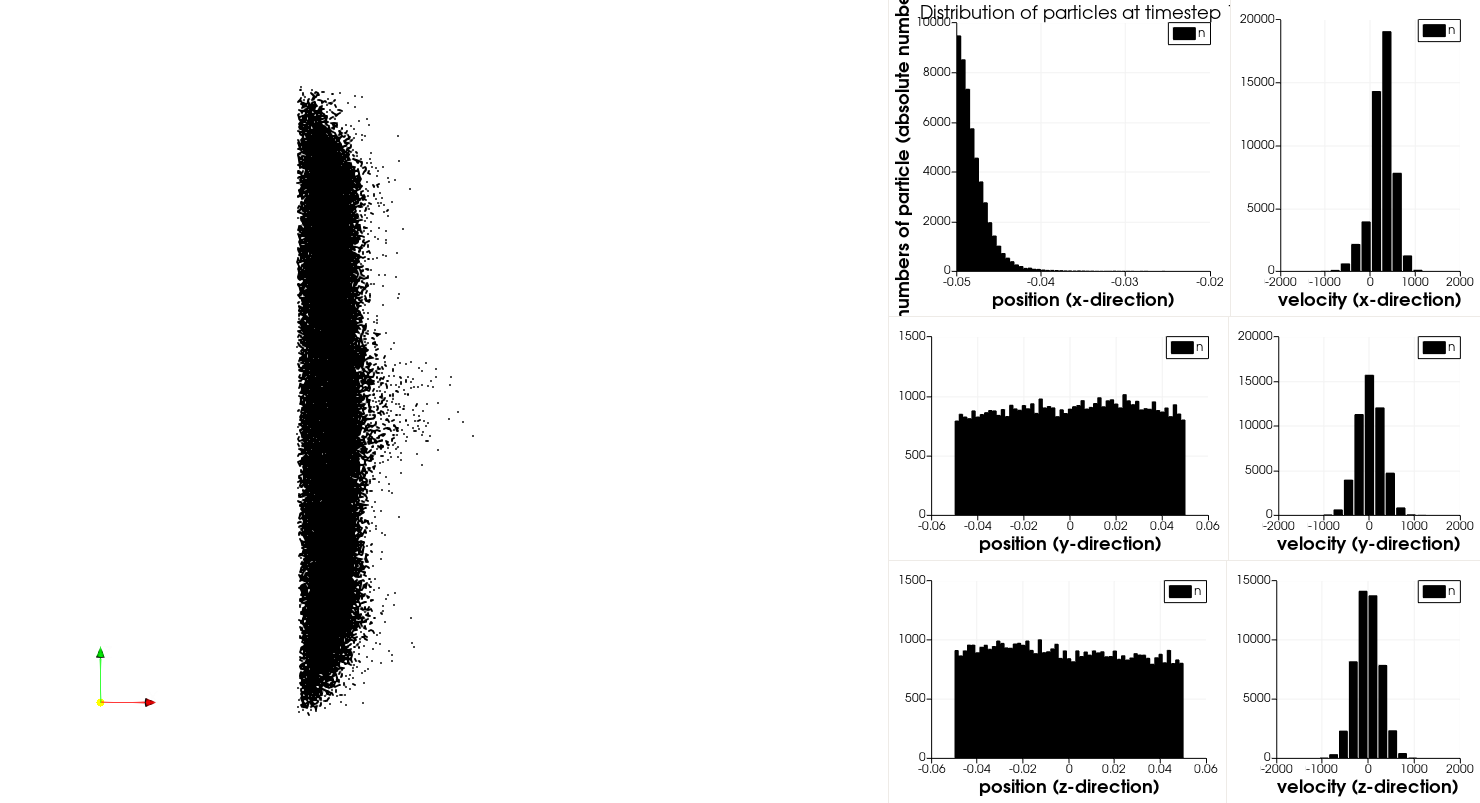 Distribution of particles at timestep
numbers of particle (absolute numbe
10000
8000
6000
4000
2000
0
-0.05 -0.04 -0.03 -0.02
position (x-direction)
n
20000
15000
10000
5000
0
-2000 -1000 0 1000 2000
velocity (x-direction)
n
1500
1000
500
0
-0.06 -0.04 -0.02 0 0.02 0.04 0.06
position (y-direction)
n
20000
15000
10000
5000
0
-2000 -1000 0 1000 2000
velocity (y-direction)
n
1500
1000
500
0
-0.06 -0.04 -0.02 0 0.02 0.04 0.06
position (z-direction)
n
15000
10000
5000
0
-2000 -1000 0 1000 2000
velocity (z-direction)
n